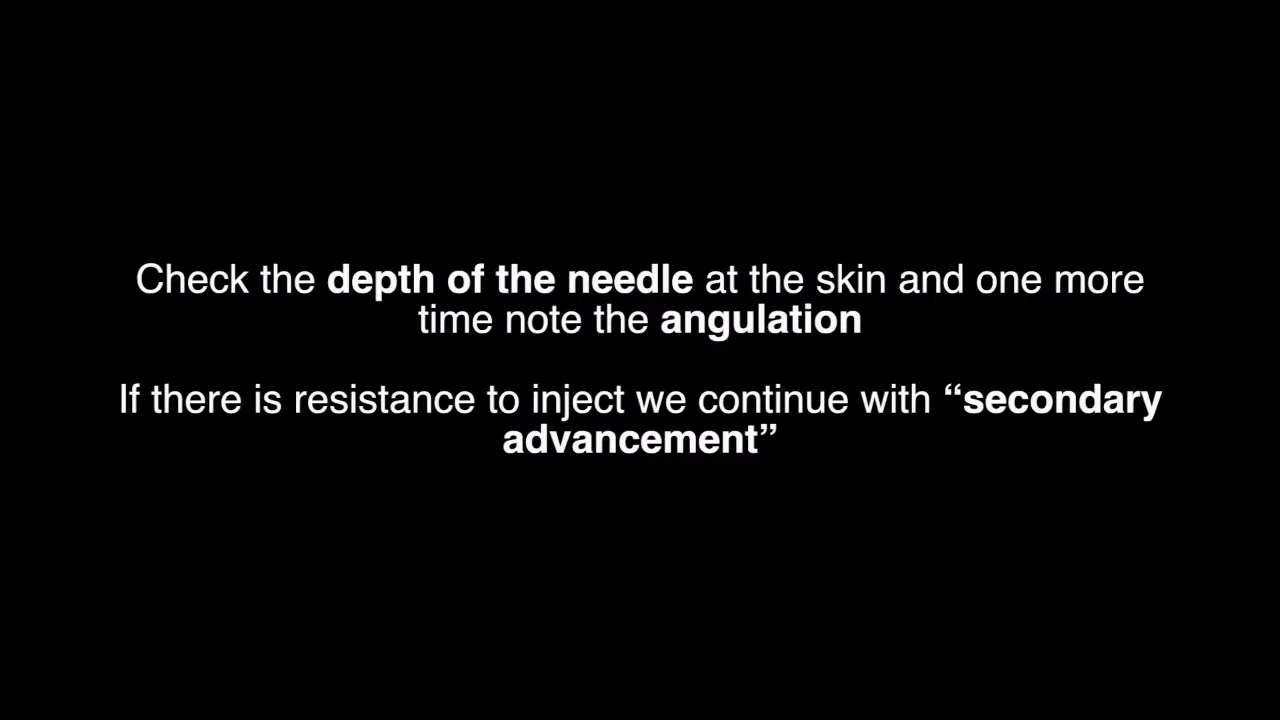 Check the depth of the needle at the skin and one more
time note the angulation
If there is resistance to inject we continue with “secondary
advancement”